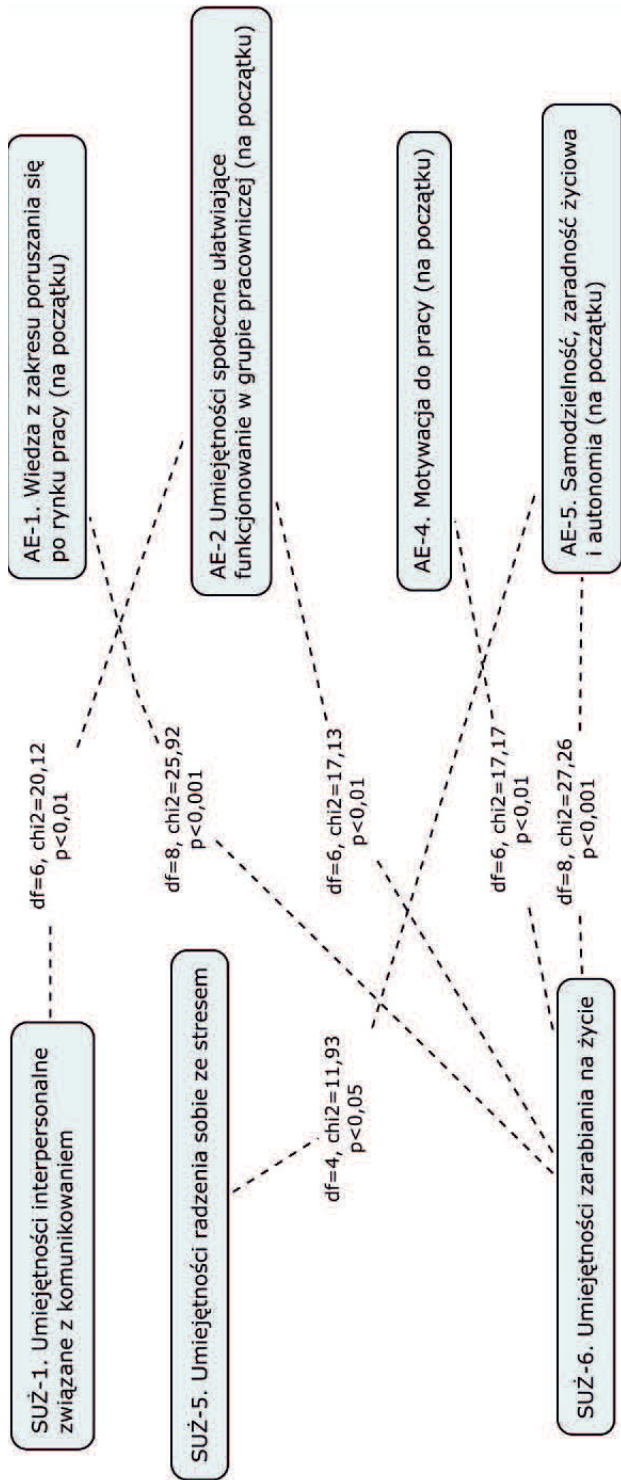 SUŻ-1. Umiejętności interpersonalne
związane z komunikowaniem
SUŻ-5. Umiejętności radzenia sobie ze stresem
SUŻ-6. Umiejętności zarabiania na życie
df=6, chi2=20,12
p<0,01
df=8, chi2=25,92
p<0,001
df=4, chi2=11,93
p<0,05
df=6, chi2=17,13
p<0,01
df=6, chi2=17,17
p<0,01
df=8, chi2=27,26
p<0,001
AE-1. Wiedza z zakresu poruszania się
po rynku pracy (na początku)
AE-2 Umiejętności społeczne ułatwiające
funkcjonowanie w grupie pracowniczej (na początku)
AE-4. Motywacja do pracy (na początku)
AE-5. Samodzielność, zaradność życiowa
i autonomia (na początku)